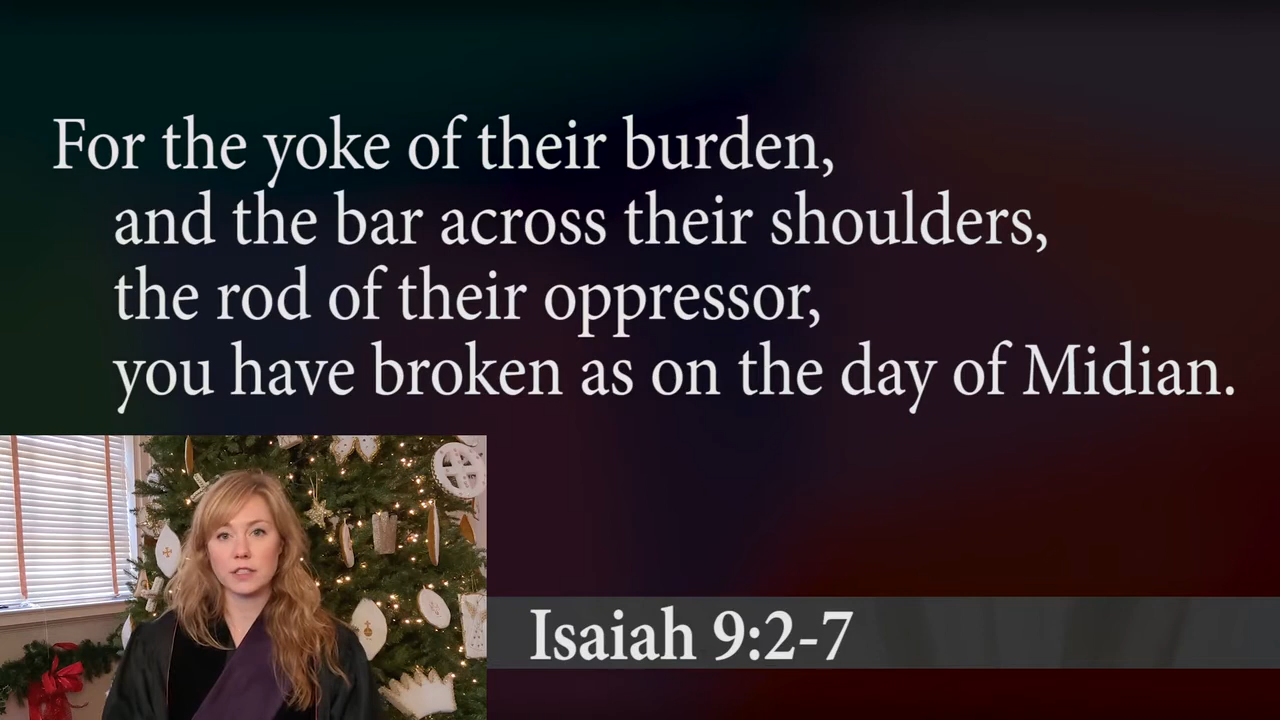 For the yoke of their burden,
and the bar across their shoulders,
the rod of their oppressor,
you have broken as on the day of Midian.
Isaiah 9:2-7